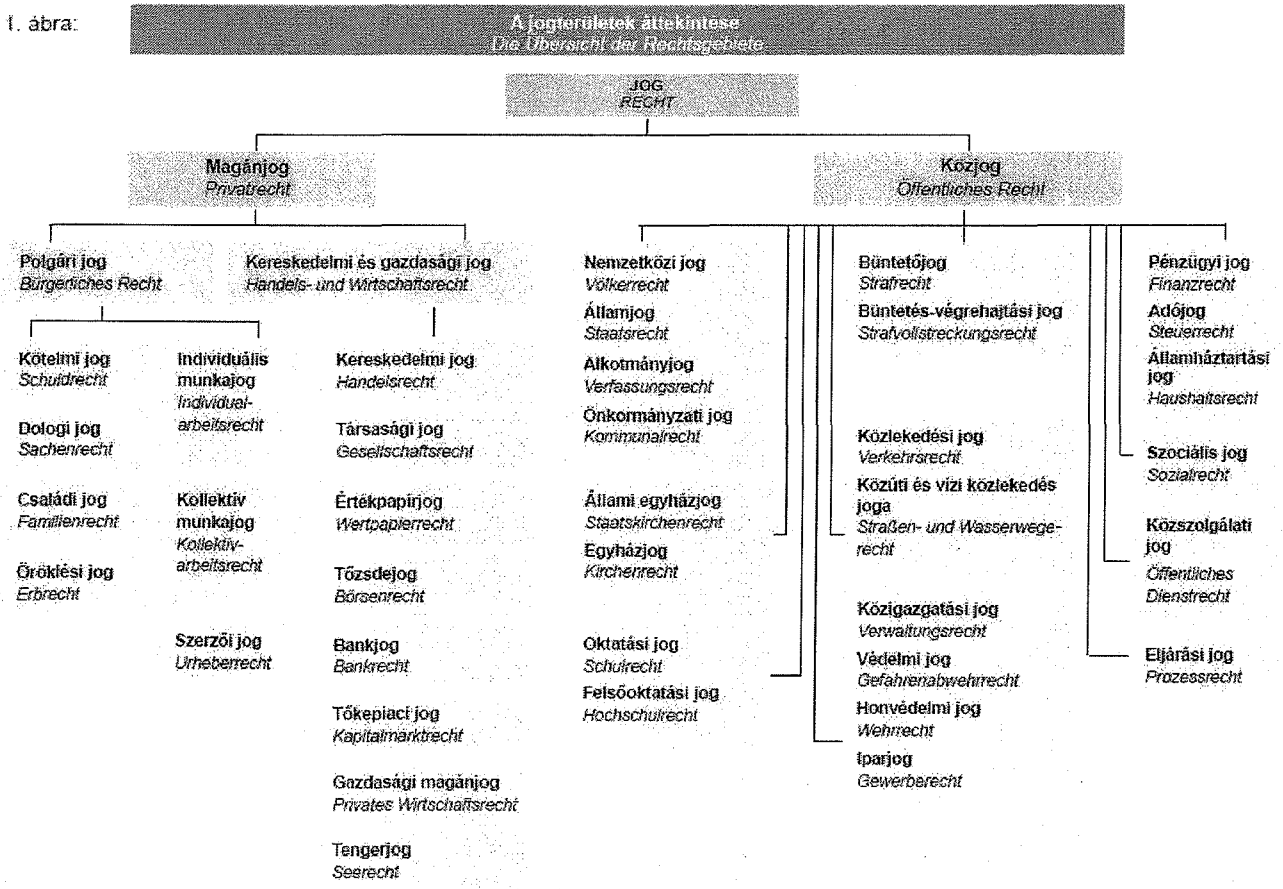 1. ábra:
A jogterületek áttekintése
Die Übersicht der Rechtsgebiete
JOG
RECHT
Magánjog
Privatrecht
Közjog
Öffentliches Recht
Polgári jog
Bürgerliches Recht
Kereskedelmi és gazdasági jog
Handels- und Wirtschaftsrecht
Kötelmi jog
Schuldrecht
Dologi jog
Sachenrecht
Családi jog
Familienrecht
Öröklési jog
Erbrecht
Individuális
munkajog
Individual-
arbeitsrecht
Kollektív
munkajog
Kollektiv-
arbeitsrecht
Szerzői jog
Urheberrecht
Kereskedelmi jog
Handelsrecht
Társasági jog
Gesellschaftsrecht
Értékpapírjog
Wertpapierrecht
Tőzsdejog
Börsenrecht
Bankjog
Bankrecht
Tőkepiaci jog
Kapitalmarktrecht
Gazdasági magánjog
Privates Wirtschaftsrecht
Tengerjog
Seerecht
Nemzetközi jog
Völkerrecht
Államjog
Staatsrecht
Alkotmányjog
Verfassungsrecht
Önkormányzati jog
Kommunalrecht
Állami egyházjog
Staatskirchenrecht
Egyházjog
Kirchenrecht
Oktatási jog
Schulrecht
Felsőoktatási jog
Hochschulrecht
Büntetőjog
Strafrecht
Büntetés-végrehajtási jog
Strafvollstreckungsrecht
Közlekedési jog
Verkehrsrecht
Közúti és vízi közlekedés
joga
Straßen- und Wasserwege-
recht
Közigazgatási jog
Verwaltungsrecht
Védelmi jog
Gefahrenabwehrrecht
Honvédelmi jog
Wehrrecht
Iparjog
Gewerberecht
Pénzügyi jog
Finanzrecht
Adójog
Steuerrecht
Államháztartási
jog
Haushaltsrecht
Szociális jog
Sozialrecht
Közszolgálati
jog
Öffentliches
Dienstrecht
Eljárási jog
Prozessrecht